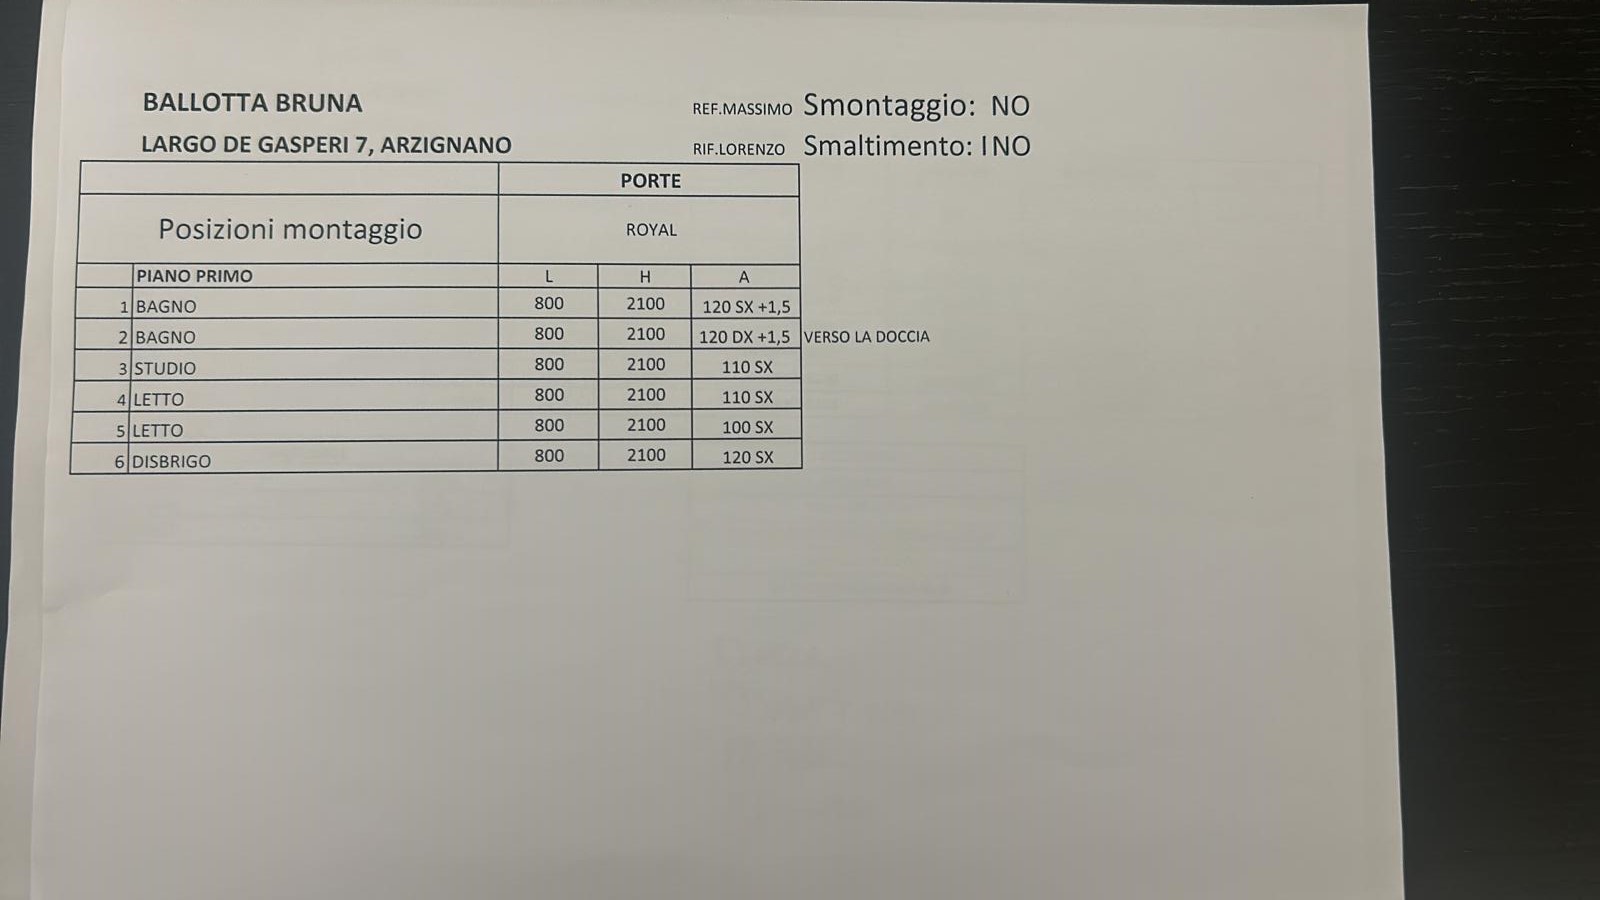 BALLOTTA BRUNA REF.MASSIMO Smontaggio: NO
LARGO DE GASPERI 7, ARZIGNANO RIF.LORENZO Smaltimento: INO
PORTE
Posizioni montaggio ROYAL
PIANO PRIMO L H A
1 BAGNO 800 2100 120 SX +1,5
2 BAGNO 800 2100 120 DX +1,5 VERSO LA DOCCIA
3 STUDIO 800 2100 110 SX
4 LETTO 800 2100 110 SX
5 LETTO 800 2100 100 SX
6 DISBRIGO 800 2100 120 SX